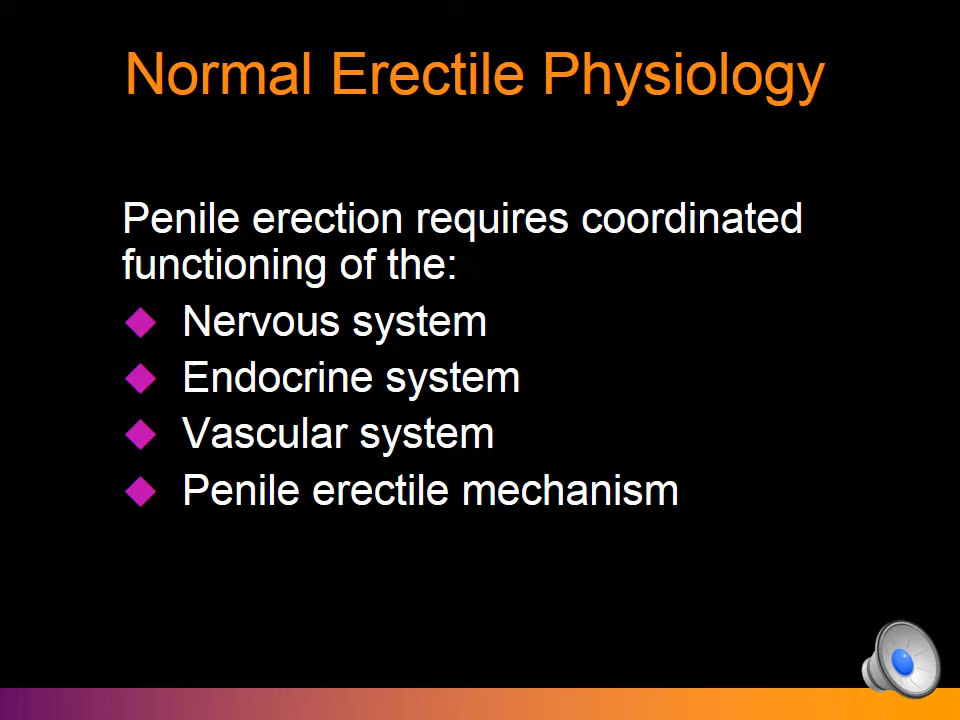 Normal Erectile Physiology
Penile erection requires coordinated
functioning of the:
Nervous system
Endocrine system
Vascular system
Penile erectile mechanism